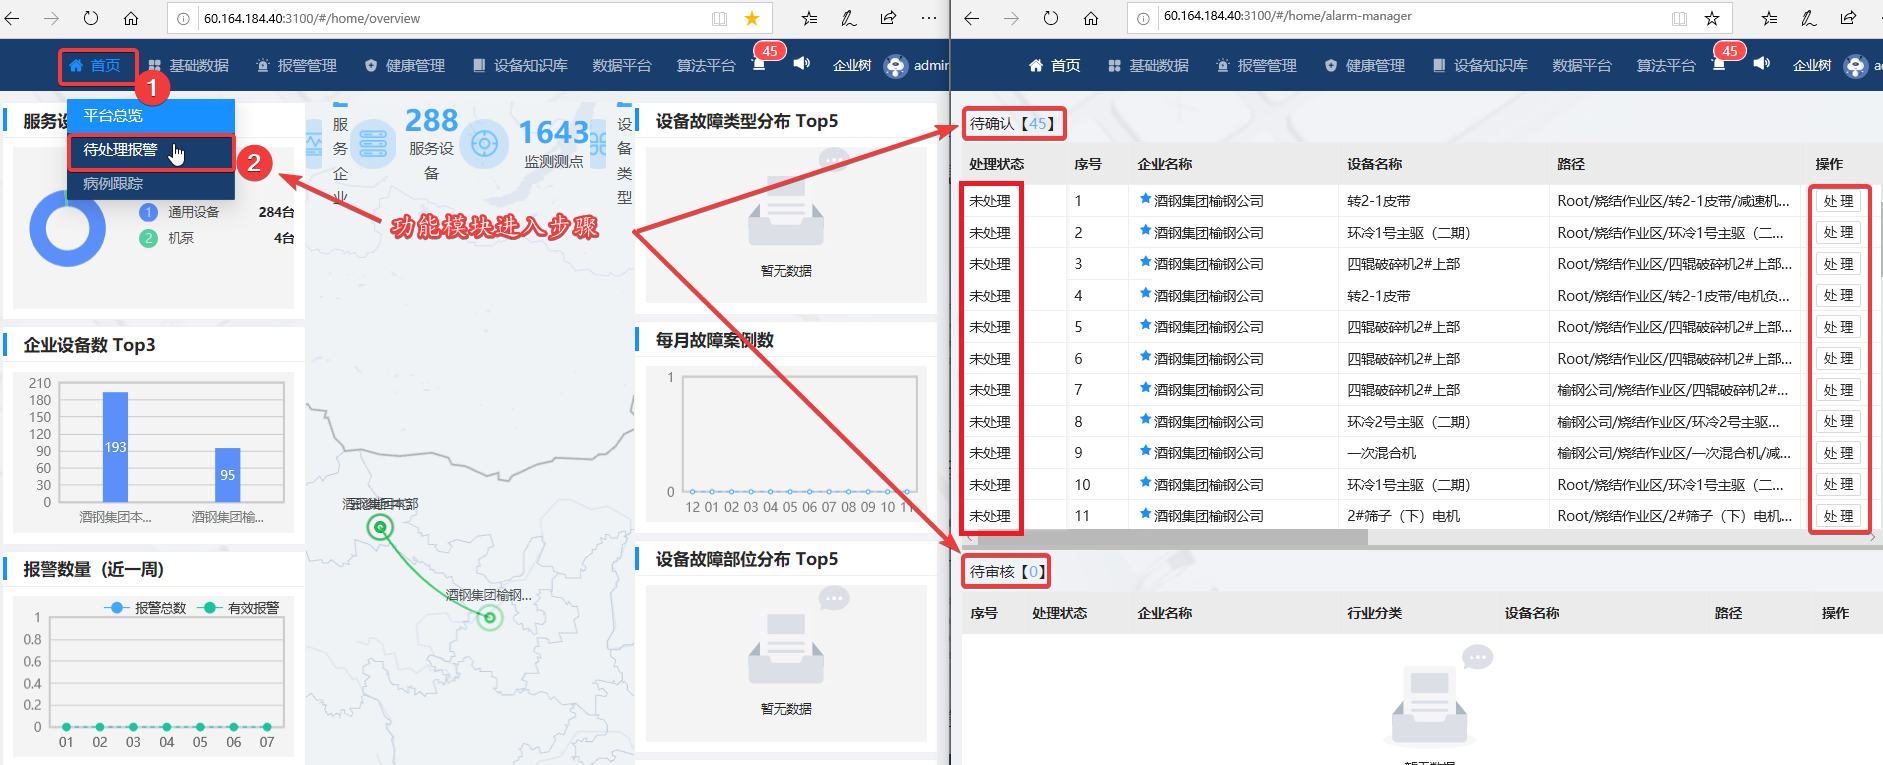 60.164.184.40:3100/#/home/overview
首页
基础数据
报警管理
健康管理
设备知识库
数据平台
算法平台
45
企业树
admin
1
平台总览
待处理报警
病例跟踪
2
服务设
1 通用设备 284台
2 机泵 4台
服务企业
288
服务设备
1643
监测测点
设备类型
功能模块进入步骤
企业设备数 Top3
210
180
150
120
90
60
30
0
193
95
酒钢集团本...
酒钢集团榆...
报警数量（近一周）
报警总数 有效报警
1
0.8
0.6
0.4
0.2
0
01 02 03 04 05 06 07
酒钢集团榆钢...
设备故障类型分布 Top5
暂无数据
每月故障案例数
1
0
12 01 02 03 04 05 06 07 08 09 10 11
设备故障部位分布 Top5
暂无数据
60.164.184.40:3100/#/home/alarm-manager
首页
基础数据
报警管理
健康管理
设备知识库
数据平台
算法平台
45
企业树
待确认【45】
处理状态 序号 企业名称 设备名称 路径 操作
未处理 1 酒钢集团榆钢公司 转2-1皮带 Root/烧结作业区/转2-1皮带/减速机... 处 理
未处理 2 酒钢集团榆钢公司 环冷1号主驱（二期） Root/烧结作业区/环冷1号主驱（二... 处 理
未处理 3 酒钢集团榆钢公司 四辊破碎机2#上部 Root/烧结作业区/四辊破碎机2#上部... 处 理
未处理 4 酒钢集团榆钢公司 转2-1皮带 Root/烧结作业区/转2-1皮带/电机负... 处 理
未处理 5 酒钢集团榆钢公司 四辊破碎机2#上部 Root/烧结作业区/四辊破碎机2#上部... 处 理
未处理 6 酒钢集团榆钢公司 四辊破碎机2#上部 Root/烧结作业区/四辊破碎机2#上部... 处 理
未处理 7 酒钢集团榆钢公司 四辊破碎机2#上部 榆钢公司/烧结作业区/四辊破碎机2#... 处 理
未处理 8 酒钢集团榆钢公司 环冷2号主驱（二期） 榆钢公司/烧结作业区/环冷2号主驱... 处 理
未处理 9 酒钢集团榆钢公司 一次混合机 榆钢公司/烧结作业区/一次混合机/减... 处 理
未处理 10 酒钢集团榆钢公司 环冷1号主驱（二期） Root/烧结作业区/环冷1号主驱（二... 处 理
未处理 11 酒钢集团榆钢公司 2#筛子（下）电机 Root/烧结作业区/2#筛子（下）电机... 处 理
待审核【0】
序号 处理状态 企业名称 行业分类 设备名称 路径 操作